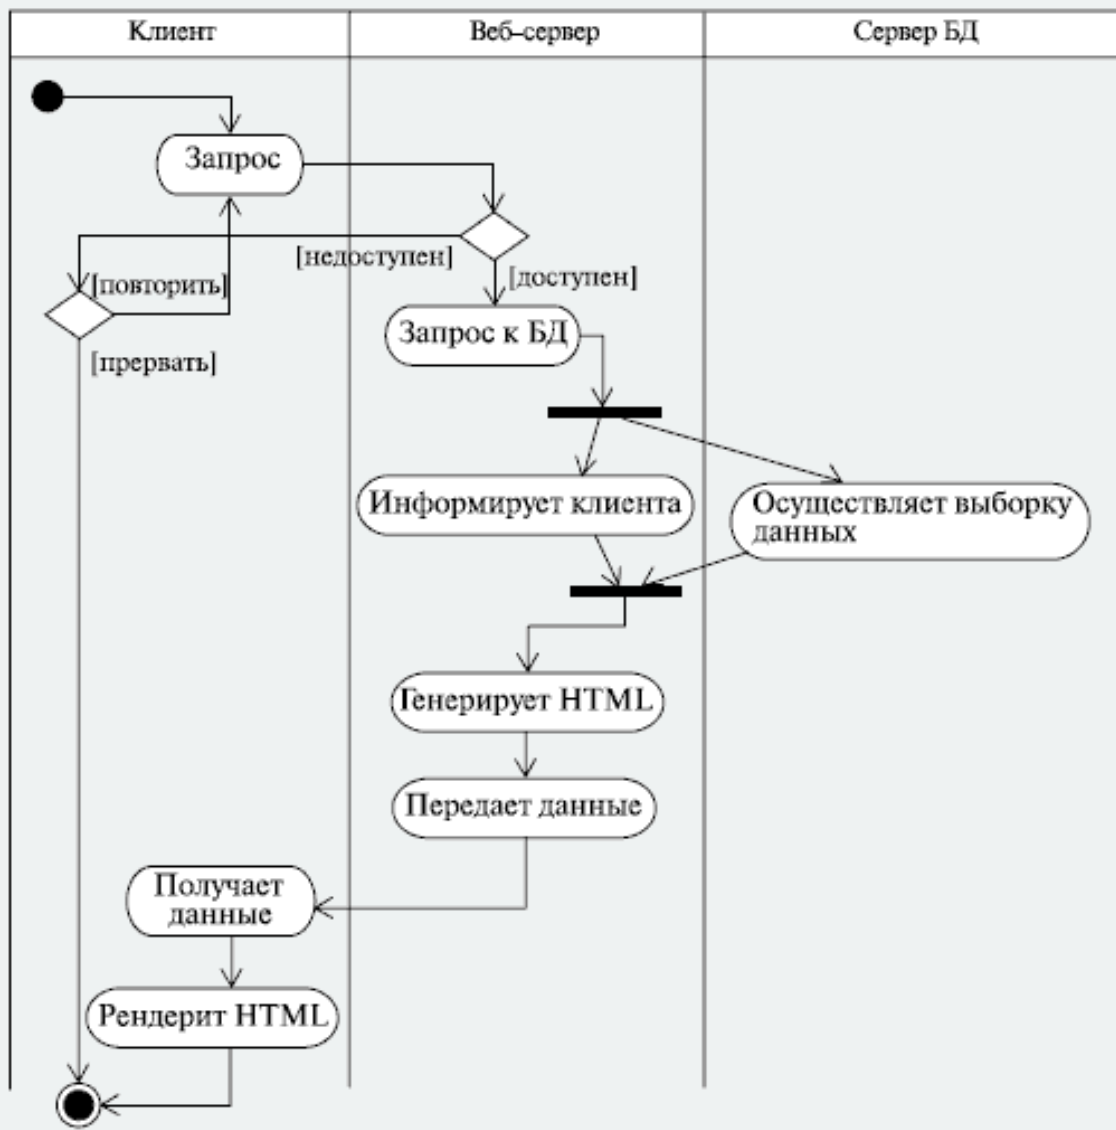 Клиент
Веб-сервер
Сервер БД
Запрос
[недоступен]
[доступен]
[повторить]
[прервать]
Запрос к БД
Информирует клиента
Осуществляет выборку
данных
Генерирует HTML
Передает данные
Получает
данные
Рендерит HTML